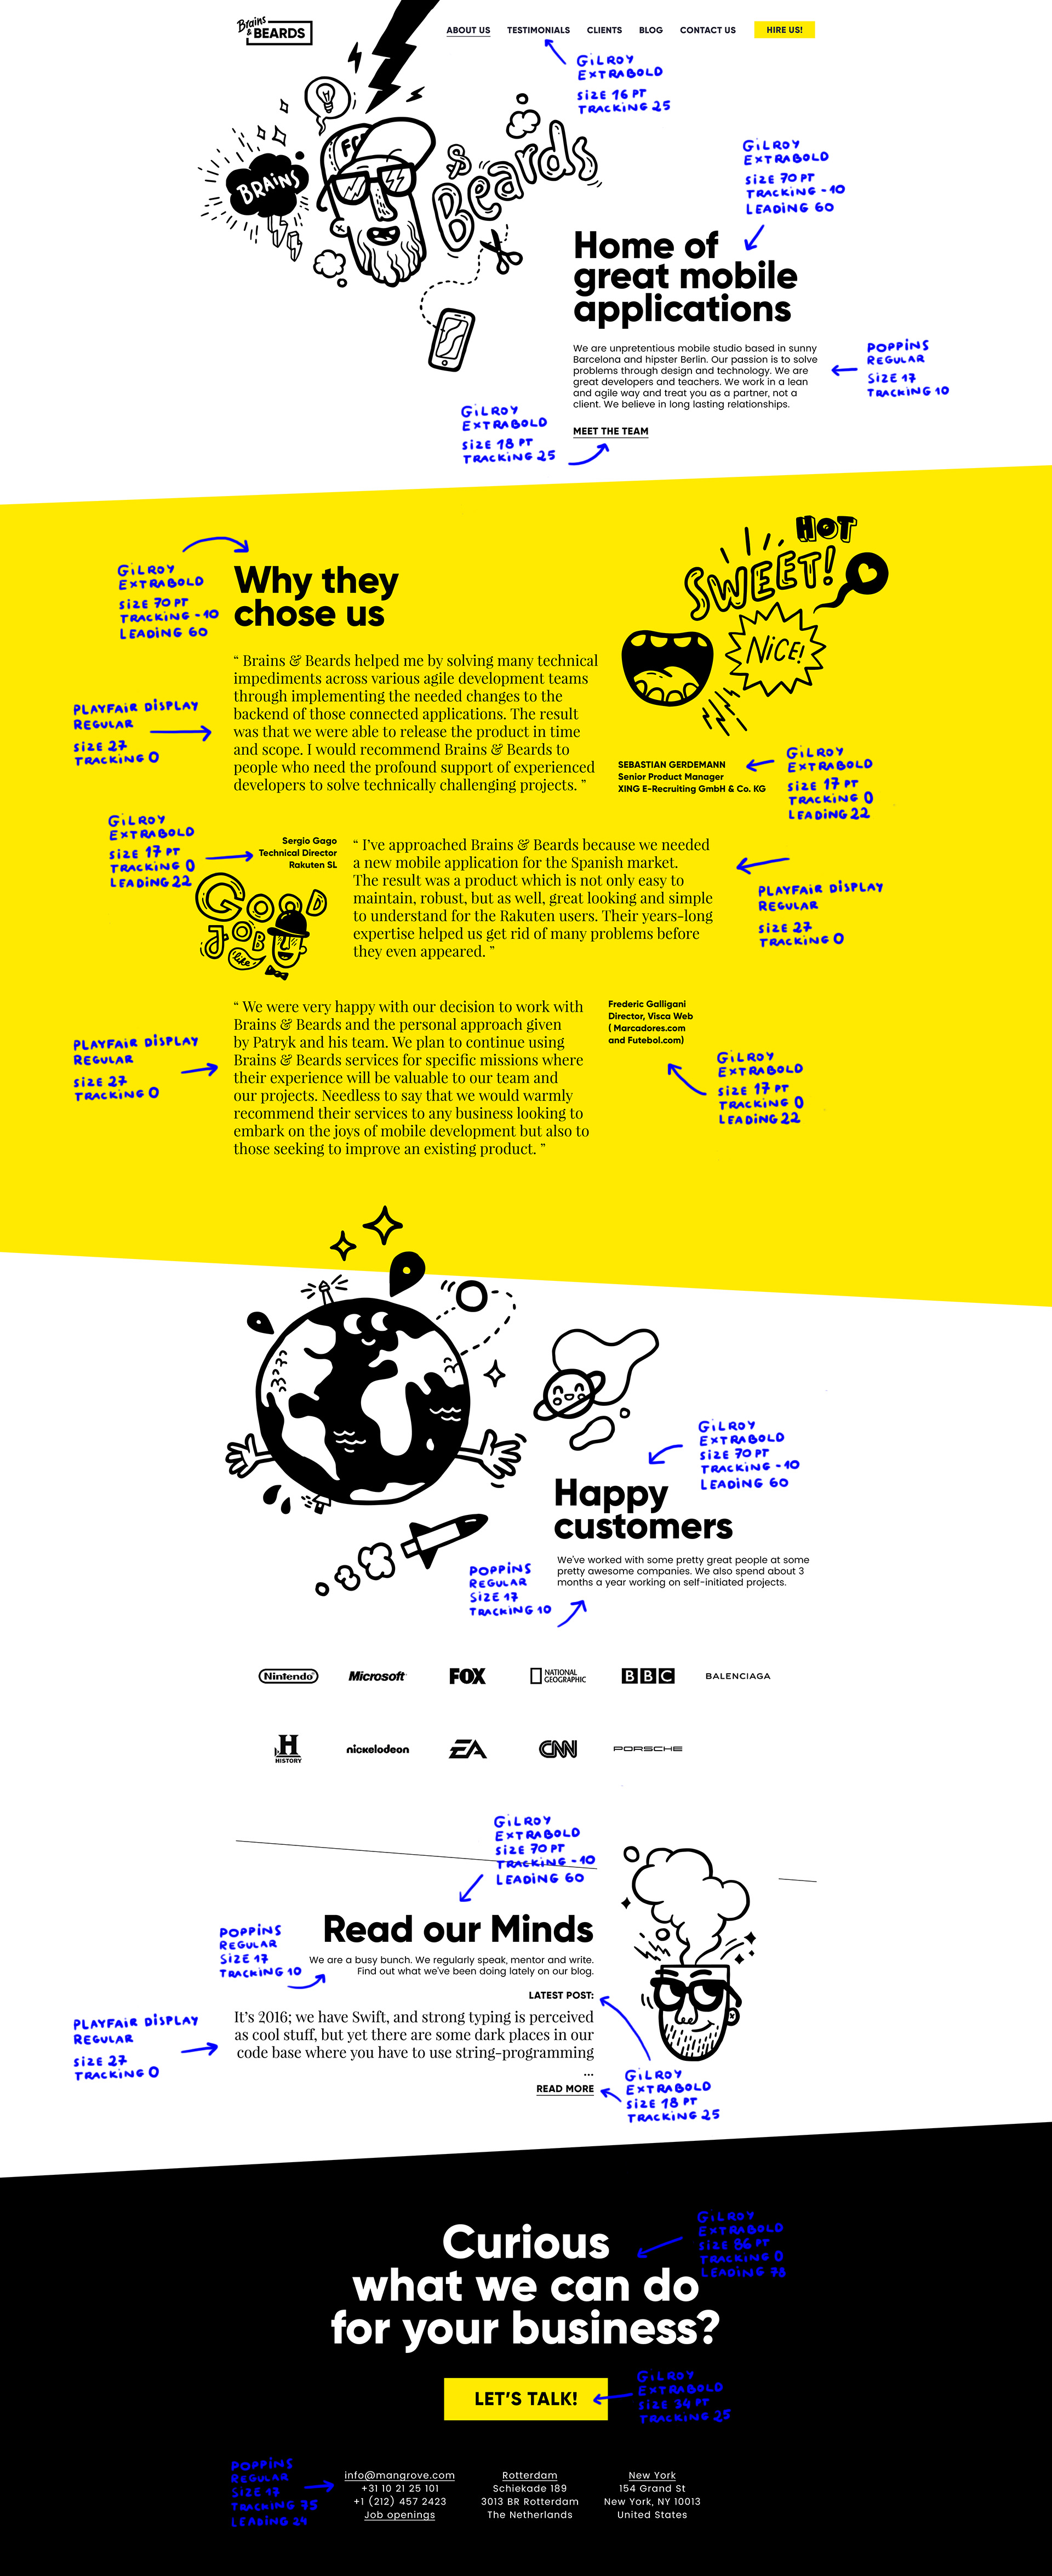 Brains
& BEARDS
ABOUT US TESTIMONIALS CLIENTS BLOG CONTACT US HIRE US!
GILROY
EXTRABOLD
SIZE 16 PT
TRACKING 25
FCB
BRAINS
&
Beards
GILROY
EXTRABOLD
SIZE 70 PT
TRACKING -10
LEADING 60
Home of
great mobile
applications
We are unpretentious mobile studio based in sunny
Barcelona and hipster Berlin. Our passion is to solve
problems through design and technology. We are
great developers and teachers. We work in a lean
and agile way and treat you as a partner, not a
client. We believe in long lasting relationships.
POPPINS
REGULAR
SIZE 17
TRACKING 10
GILROY
EXTRABOLD
SIZE 18 PT
TRACKING 25
MEET THE TEAM
HOT
SWEET!
NICE!
GILROY
EXTRABOLD
SIZE 70 PT
TRACKING -10
LEADING 60
Why they
chose us
“ Brains & Beards helped me by solving many technical
impediments across various agile development teams
through implementing the needed changes to the
backend of those connected applications. The result
was that we were able to release the product in time
and scope. I would recommend Brains & Beards to
people who need the profound support of experienced
developers to solve technically challenging projects. ”
PLAYFAIR DISPLAY
REGULAR
SIZE 27
TRACKING 0
SEBASTIAN GERDEMANN
Senior Product Manager
XING E-Recruiting GmbH & Co. KG
GILROY
EXTRABOLD
SIZE 17 PT
TRACKING 0
LEADING 22
GILROY
EXTRABOLD
SIZE 17 PT
TRACKING 0
LEADING 22
Sergio Gago
Technical Director
Rakuten SL
GOOD
JOB
like
“ I’ve approached Brains & Beards because we needed
a new mobile application for the Spanish market.
The result was a product which is not only easy to
maintain, robust, but as well, great looking and simple
to understand for the Rakuten users. Their years-long
expertise helped us get rid of many problems before
they even appeared. ”
PLAYFAIR DISPLAY
REGULAR
SIZE 27
TRACKING 0
“ We were very happy with our decision to work with
Brains & Beards and the personal approach given
by Patryk and his team. We plan to continue using
Brains & Beards services for specific missions where
their experience will be valuable to our team and
our projects. Needless to say that we would warmly
recommend their services to any business looking to
embark on the joys of mobile development but also to
those seeking to improve an existing product. ”
PLAYFAIR DISPLAY
REGULAR
SIZE 27
TRACKING 0
Frederic Galligani
Director, Visca Web
( Marcadores.com
and Futebol.com)
GILROY
EXTRABOLD
SIZE 17 PT
TRACKING 0
LEADING 22
GILROY
EXTRABOLD
SIZE 70 PT
TRACKING -10
LEADING 60
Happy
customers
We've worked with some pretty great people at some
pretty awesome companies. We also spend about 3
months a year working on self-initiated projects.
POPPINS
REGULAR
SIZE 17
TRACKING 10
Nintendo Microsoft FOX NATIONAL GEOGRAPHIC BBC BALENCIAGA
H HISTORY nickelodeon EA CNN PORSCHE
GILROY
EXTRABOLD
SIZE 70 PT
TRACKING -10
LEADING 60
Read our Minds
POPPINS
REGULAR
SIZE 17
TRACKING 10
We are a busy bunch. We regularly speak, mentor and write.
Find out what we've been doing lately on our blog.
LATEST POST:
It’s 2016; we have Swift, and strong typing is perceived
as cool stuff, but yet there are some dark places in our
code base where you have to use string-programming
...
READ MORE
PLAYFAIR DISPLAY
REGULAR
SIZE 27
TRACKING 0
GILROY
EXTRABOLD
SIZE 18 PT
TRACKING 25
Curious
what we can do
for your business?
GILROY
EXTRABOLD
SIZE 86 PT
TRACKING 0
LEADING 78
LET’S TALK!
GILROY
EXTRABOLD
SIZE 34 PT
TRACKING 25
POPPINS
REGULAR
SIZE 17
TRACKING 75
LEADING 24
info@mangrove.com
+31 10 21 25 101
+1 (212) 457 2423
Job openings
Rotterdam
Schiekade 189
3013 BR Rotterdam
The Netherlands
New York
154 Grand St
New York, NY 10013
United States